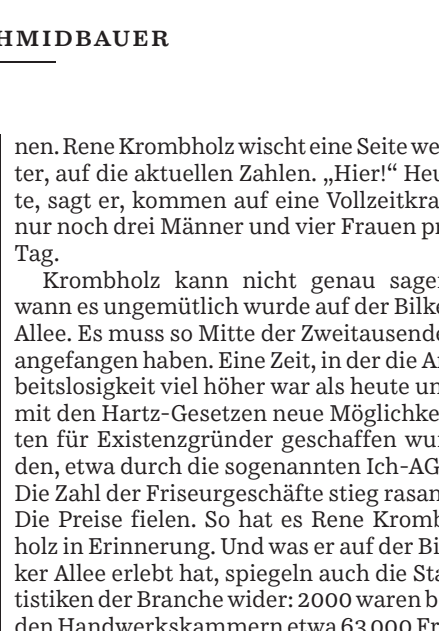 HMIDBAUER
nen. Rene Krombholz wischt eine Seite we
ter, auf die aktuellen Zahlen. „Hier!“ Heu
te, sagt er, kommen auf eine Vollzeitkra
nur noch drei Männer und vier Frauen pr
Tag.
Krombholz kann nicht genau sagen
wann es ungemütlich wurde auf der Bilke
Allee. Es muss so Mitte der Zweitausende
angefangen haben. Eine Zeit, in der die A
beitslosigkeit viel höher war als heute un
mit den Hartz-Gesetzen neue Möglichke
ten für Existenzgründer geschaffen wur
den, etwa durch die sogenannten Ich-AG
Die Zahl der Friseurgeschäfte stieg rasan
Die Preise fielen. So hat es Rene Kromb
holz in Erinnerung. Und was er auf der Bi
ker Allee erlebt hat, spiegeln auch die Sta
tistiken der Branche wider: 2000 waren b
den Handwerkskammern etwa 63 000 Fr